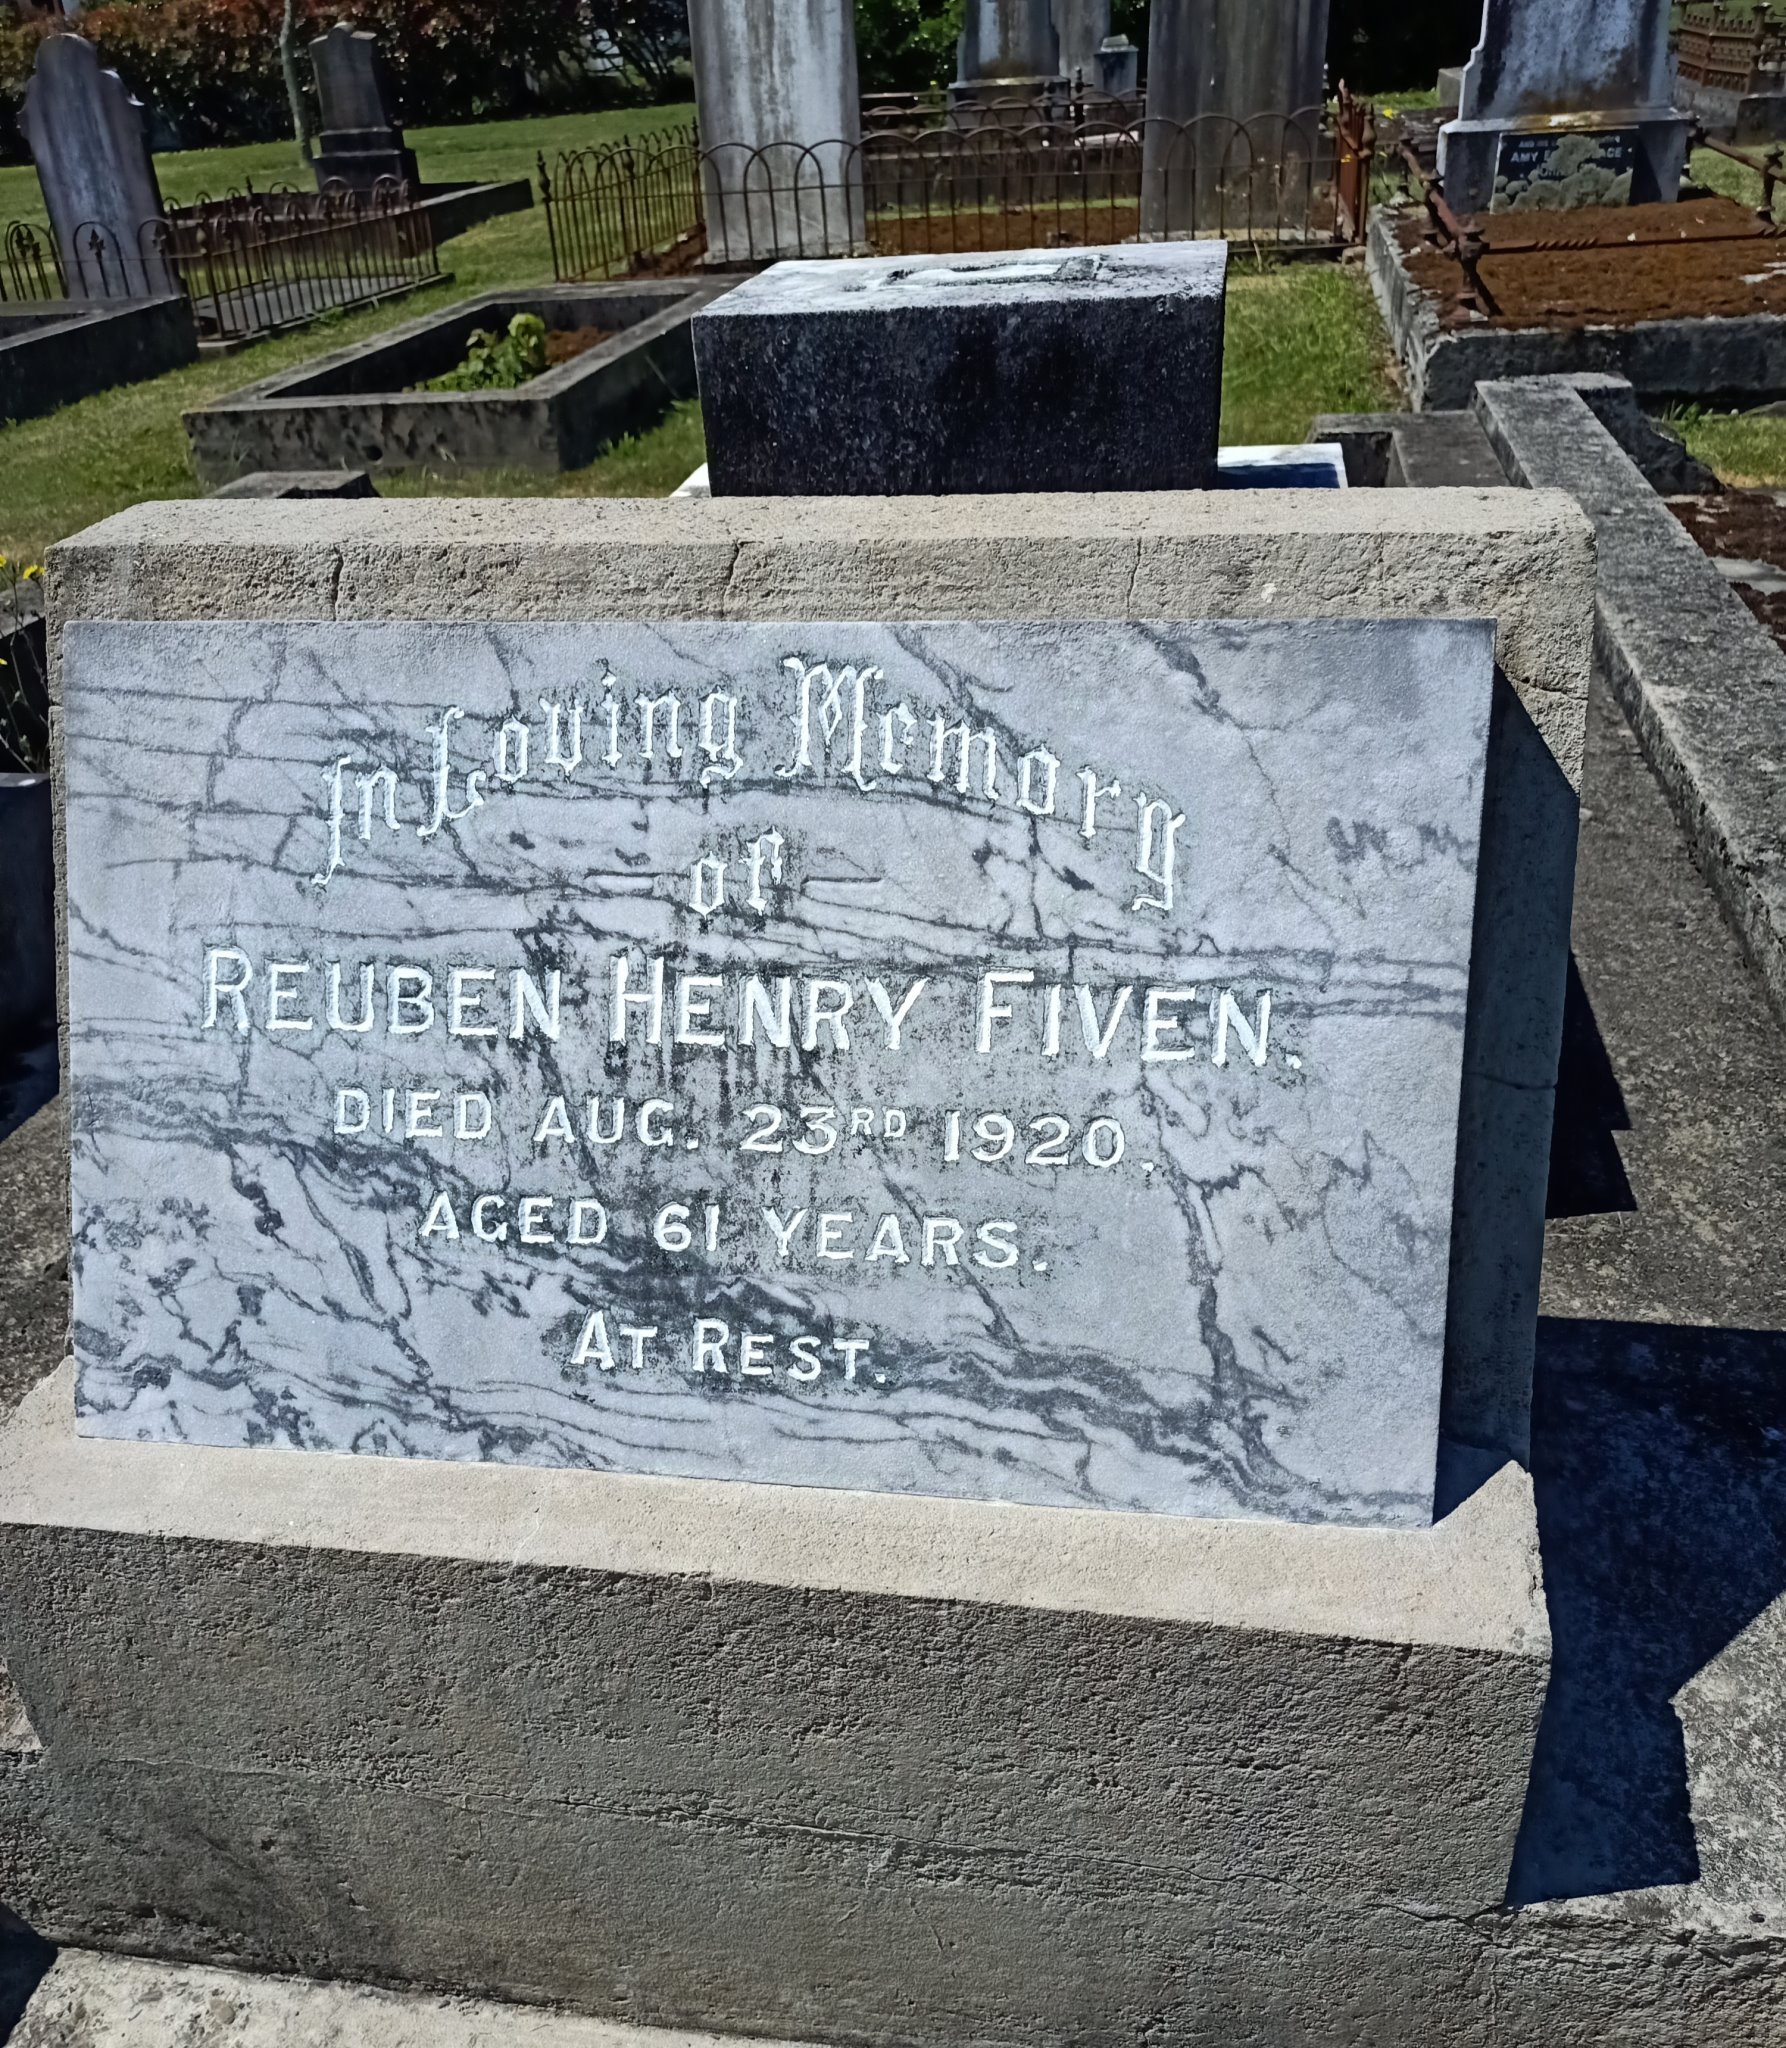 In Loving Memory
of
REUBEN HENRY FIVEN.
DIED AUG. 23RD 1920.
AGED 61 YEARS.
AT REST.
AMY